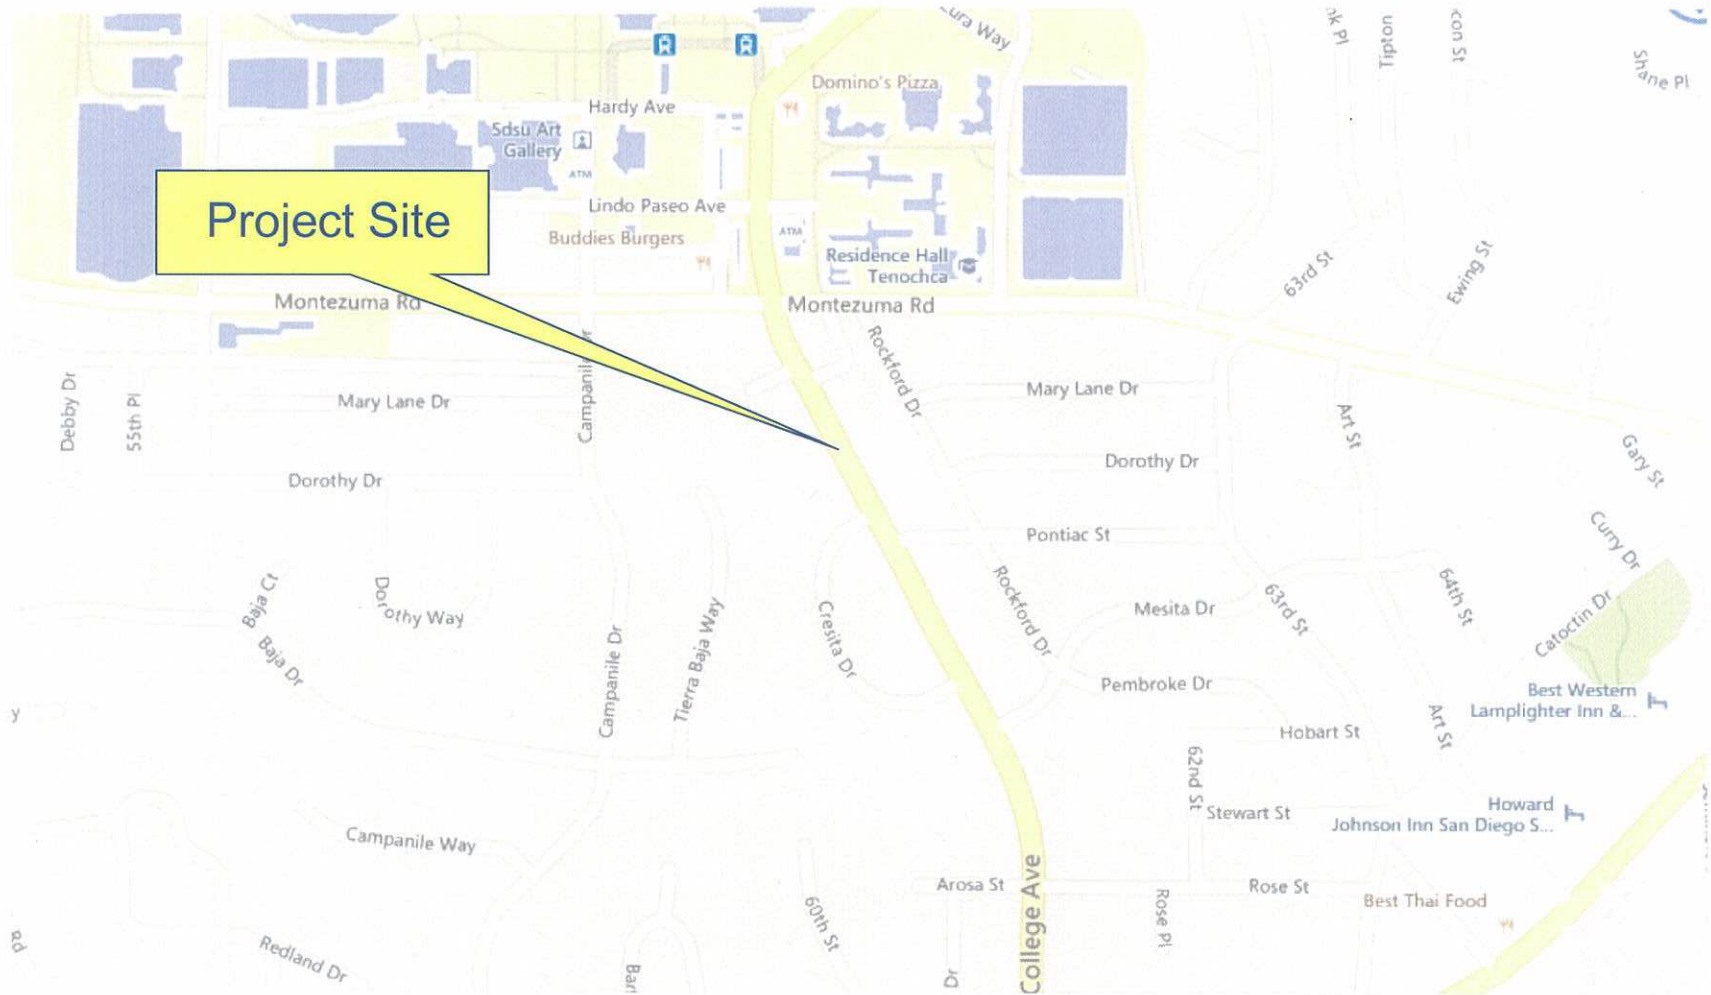 Tipton
Shane Pl
Domino's Pizza
Hardy Ave
Sdsu Art
Gallery
ATM
Project Site
Lindo Paseo Ave
Buddies Burgers
ATM
Residence Hall
Tenochca
63rd St
Ewing St
Montezuma Rd
Montezuma Rd
Rockford Dr
Debby Dr
55th Pl
Mary Lane Dr
Mary Lane Dr
Art St
Dorothy Dr
Dorothy Dr
Gary St
Pontiac St
Curry Dr
Baja Ct
Dorothy Way
Baja Dr
Campanile Dr
Tierra Baja Way
Cresita Dr
Rockford Dr
Mesita Dr
63rd St
64th St
Catoctin Dr
Pembroke Dr
Best Western
Lamplighter Inn &...
y
Hobart St
Art St
62nd St
Stewart St
Howard
Johnson Inn San Diego S...
Campanile Way
Arosa St
College Ave
Rose St
Rose Pl
Best Thai Food
60th St
Redland Dr
Dr